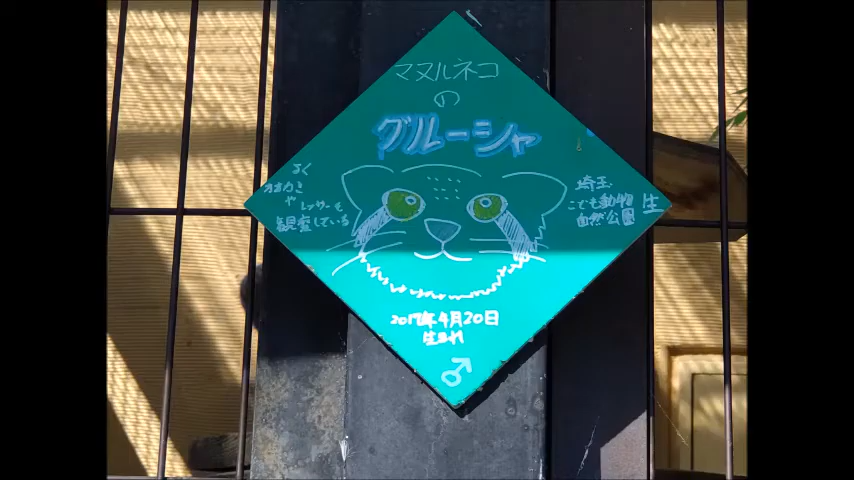 マヌルネコ
の
グルーシャ
よく
オオカミ
や レッサーを
観察している
埼玉
こども動物
自然公園 生
2017年4月20日
生まれ
♂